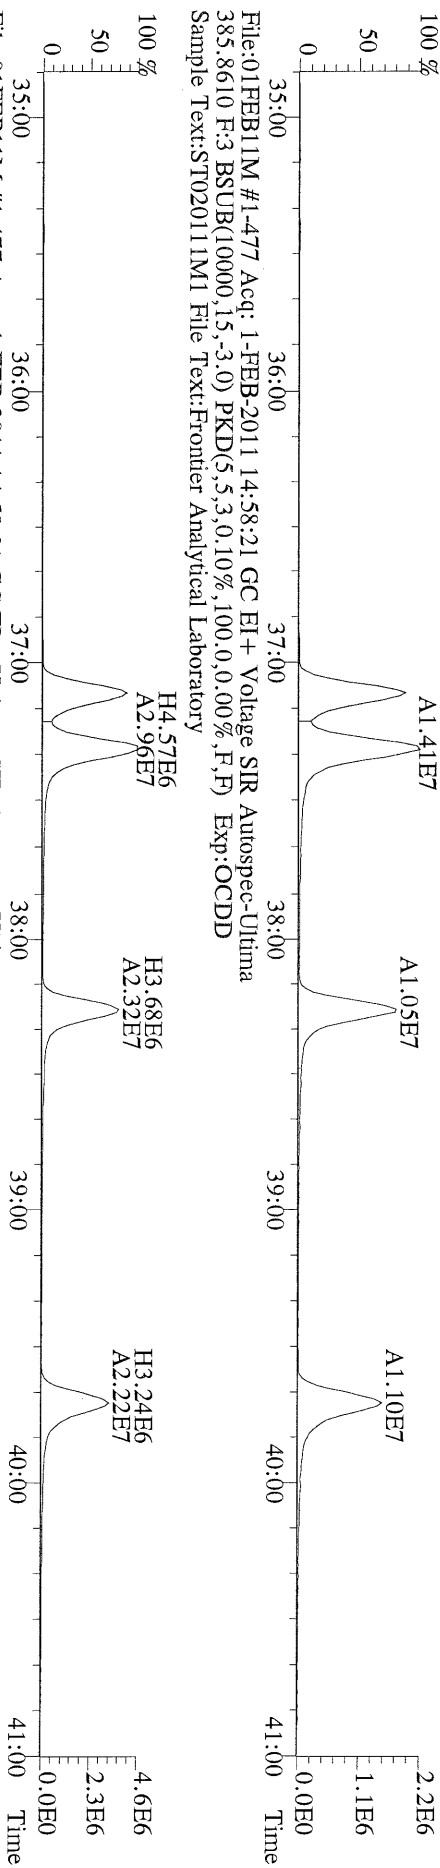 100 %
50
0
A1.41E7
A1.05E7
A1.10E7
2.2E6
1.1E6
0.0E0
35:00 36:00 37:00 38:00 39:00 40:00 41:00 Time
File:01FEB11M #1-477 Acq: 1-FEB-2011 14:58:21 GC EI+ Voltage SIR Autospec-Ultima
385.8610 F:3 BSUB(10000,15,-3.0) PKD(5,5,3,0.10%,100.0,0.00%,F,F) Exp:OCDD
Sample Text:ST020111M1 File Text:Frontier Analytical Laboratory
100 %
50
0
H4.57E6
A2.96E7
H3.68E6
A2.32E7
H3.24E6
A2.22E7
4.6E6
2.3E6
0.0E0
35:00 36:00 37:00 38:00 39:00 40:00 41:00 Time